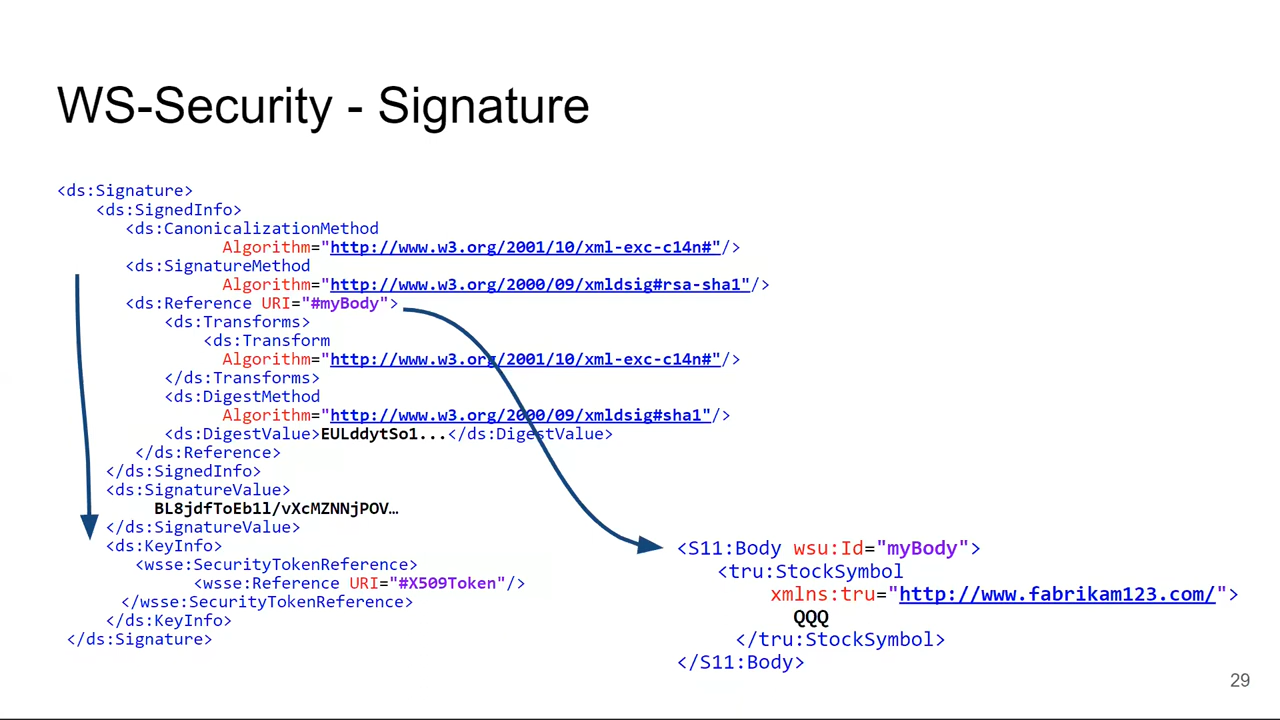 WS-Security - Signature
<ds:Signature>
<ds:SignedInfo>
<ds:CanonicalizationMethod
Algorithm="http://www.w3.org/2001/10/xml-exc-c14n#"/>
<ds:SignatureMethod
Algorithm="http://www.w3.org/2000/09/xmldsig#rsa-sha1"/>
<ds:Reference URI="#myBody">
<ds:Transforms>
<ds:Transform
Algorithm="http://www.w3.org/2001/10/xml-exc-c14n#"/>
</ds:Transforms>
<ds:DigestMethod
Algorithm="http://www.w3.org/2000/09/xmldsig#sha1"/>
<ds:DigestValue>EULddytSo1...</ds:DigestValue>
</ds:Reference>
</ds:SignedInfo>
<ds:SignatureValue>
BL8jdfToEb1l/vXcMZNNjPOV…
</ds:SignatureValue>
<ds:KeyInfo>
<wsse:SecurityTokenReference>
<wsse:Reference URI="#X509Token"/>
</wsse:SecurityTokenReference>
</ds:KeyInfo>
</ds:Signature>
<S11:Body wsu:Id="myBody">
<tru:StockSymbol
xmlns:tru="http://www.fabrikam123.com/">
QQQ
</tru:StockSymbol>
</S11:Body>
29